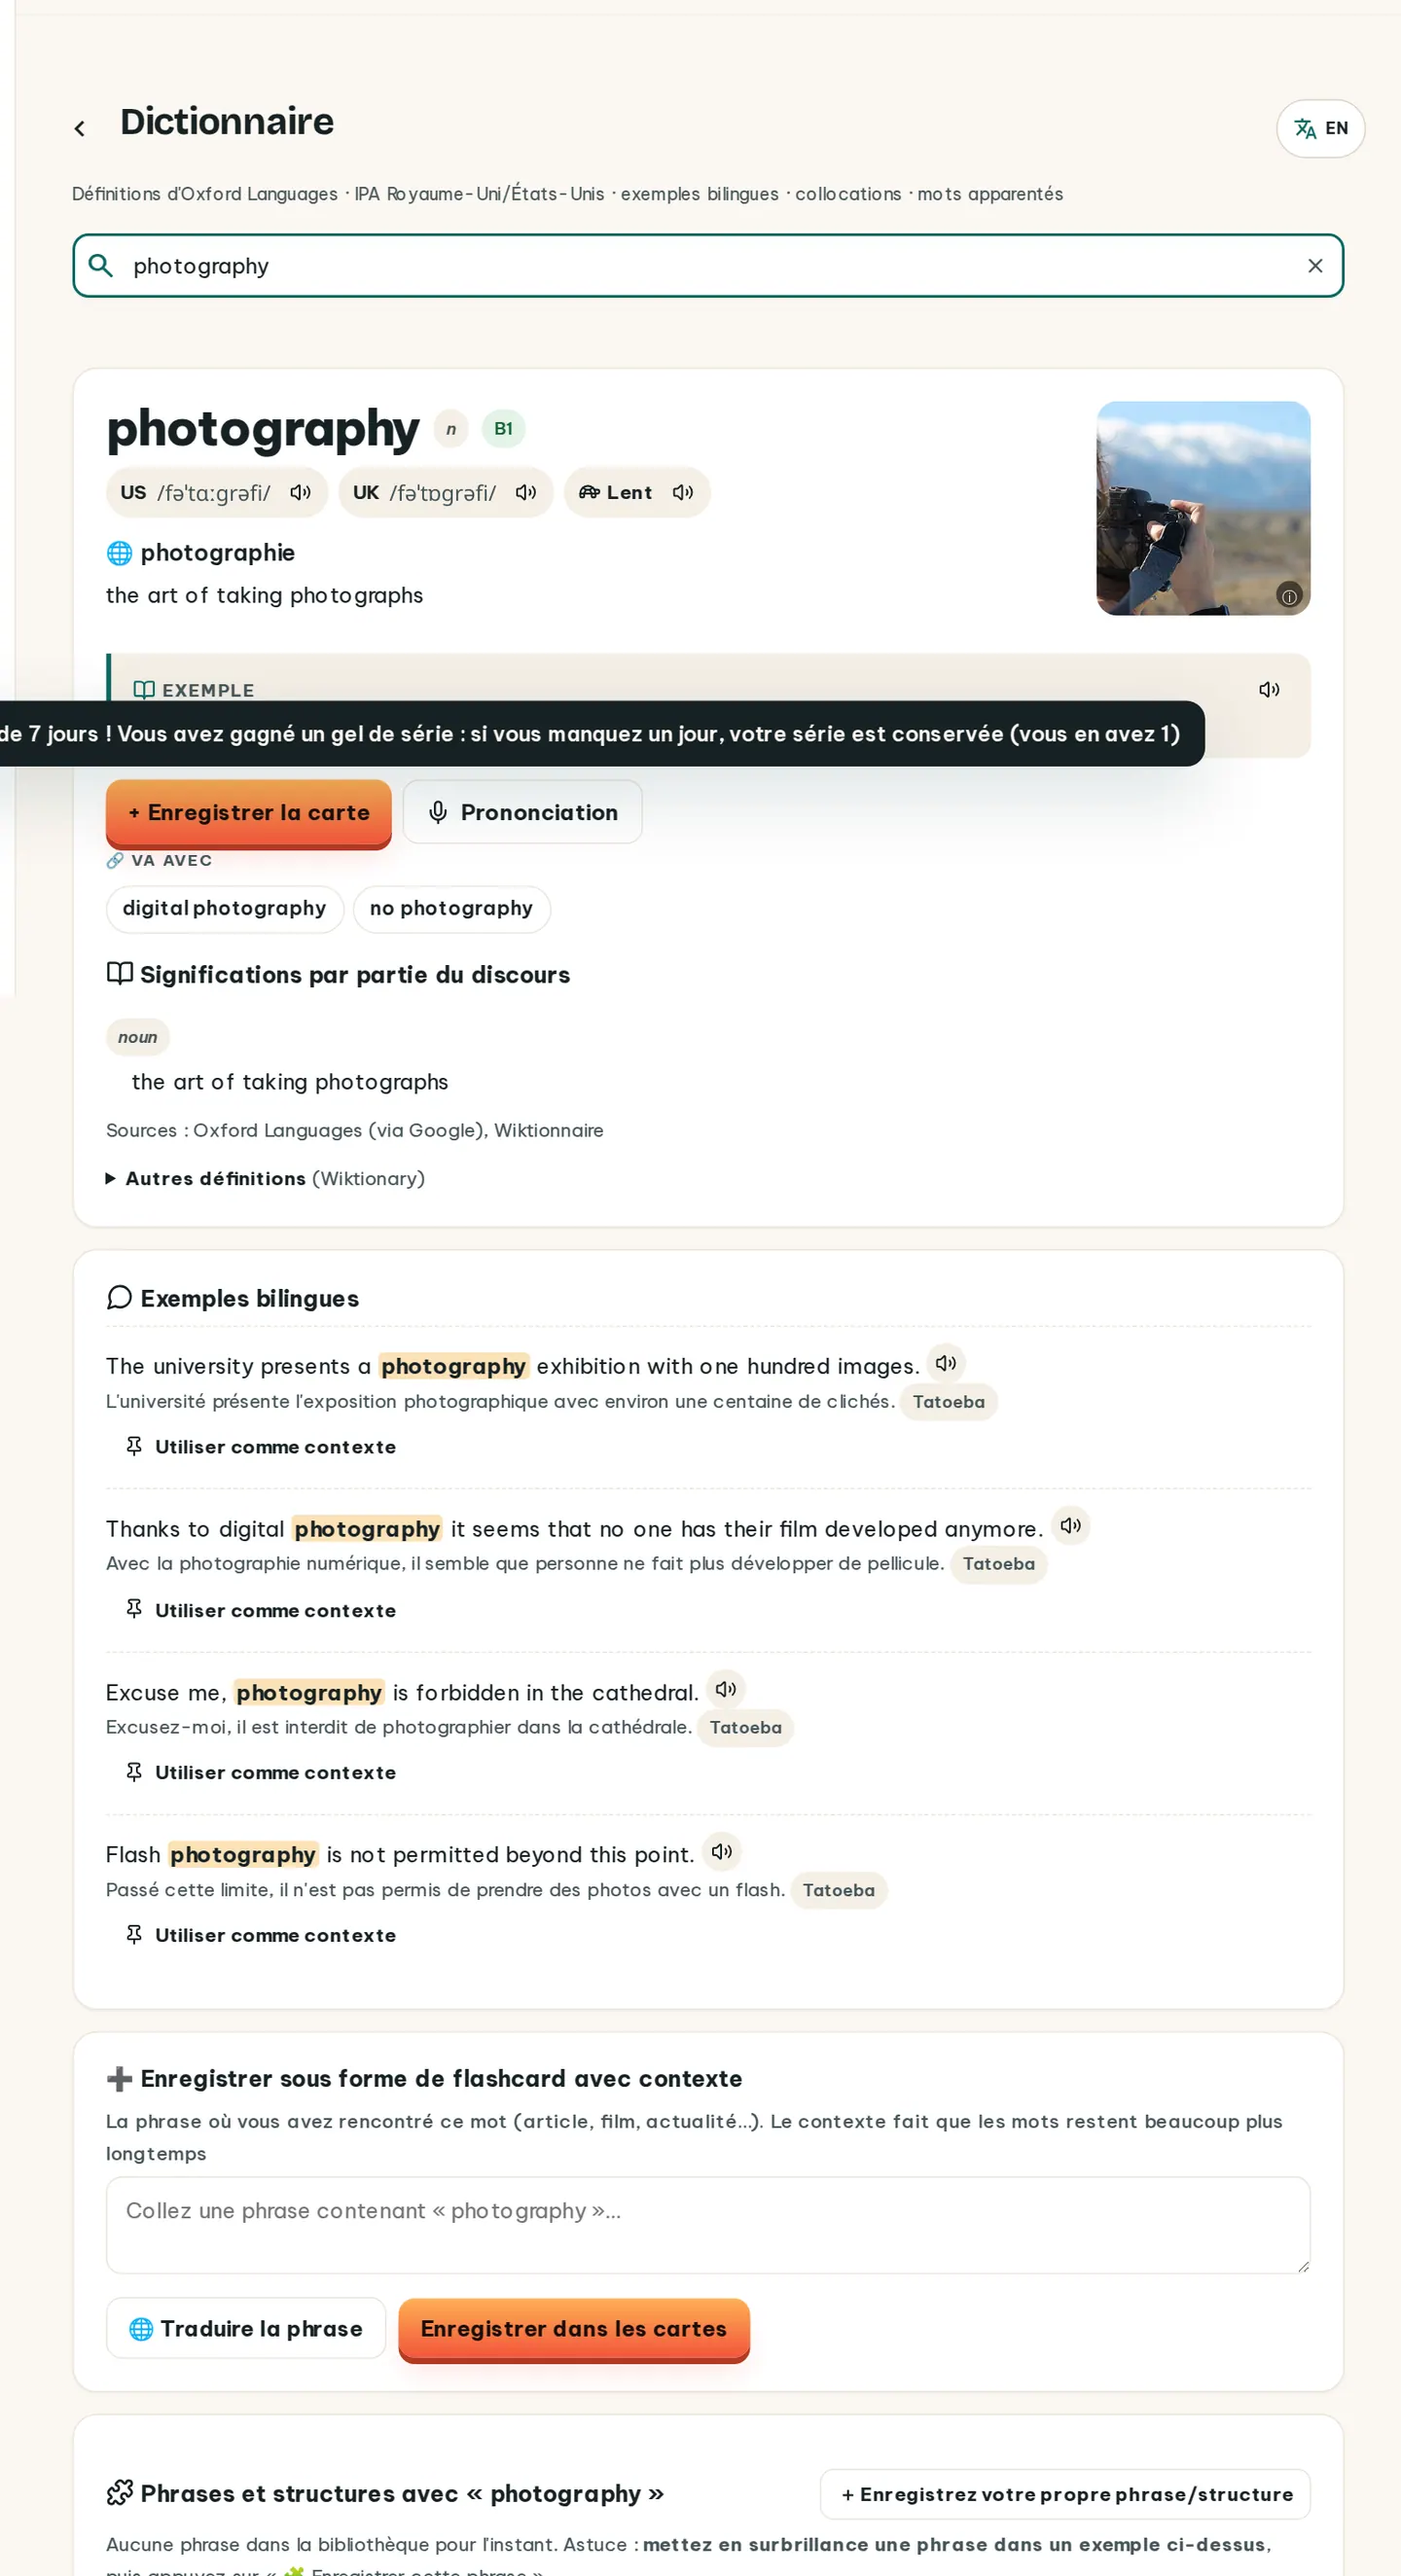 Dictionnaire
EN
Définitions d'Oxford Languages · IPA Royaume-Uni/États-Unis · exemples bilingues · collocations · mots apparentés
photography
photography n B1
US /fəˈtɑːɡrəfi/ UK /fəˈtɒɡrəfi/ Lent
photographie
the art of taking photographs
EXEMPLE
de 7 jours ! Vous avez gagné un gel de série : si vous manquez un jour, votre série est conservée (vous en avez 1)
+ Enregistrer la carte Prononciation
VA AVEC
digital photography no photography
Significations par partie du discours
noun
the art of taking photographs
Sources : Oxford Languages (via Google), Wiktionnaire
Autres définitions (Wiktionary)
Exemples bilingues
The university presents a photography exhibition with one hundred images.
L'université présente l'exposition photographique avec environ une centaine de clichés. Tatoeba
Utiliser comme contexte
Thanks to digital photography it seems that no one has their film developed anymore.
Avec la photographie numérique, il semble que personne ne fait plus développer de pellicule. Tatoeba
Utiliser comme contexte
Excuse me, photography is forbidden in the cathedral.
Excusez-moi, il est interdit de photographier dans la cathédrale. Tatoeba
Utiliser comme contexte
Flash photography is not permitted beyond this point.
Passé cette limite, il n'est pas permis de prendre des photos avec un flash. Tatoeba
Utiliser comme contexte
Enregistrer sous forme de flashcard avec contexte
La phrase où vous avez rencontré ce mot (article, film, actualité…). Le contexte fait que les mots restent beaucoup plus
longtemps
Collez une phrase contenant « photography »…
Traduire la phrase Enregistrer dans les cartes
Phrases et structures avec « photography » + Enregistrez votre propre phrase/structure
Aucune phrase dans la bibliothèque pour l'instant. Astuce : mettez en surbrillance une phrase dans un exemple ci-dessus,
puis appuyez sur « Enregistrer cette phrase »